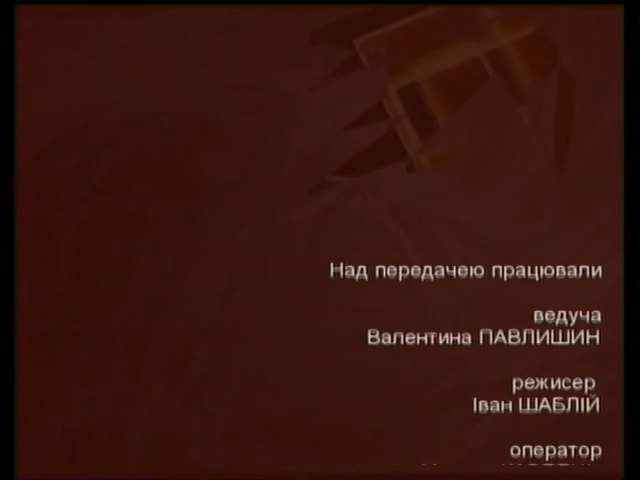 Над передачею працювали
ведуча
Валентина ПАВЛИШИН
режисер
Іван ШАБЛІЙ
оператор